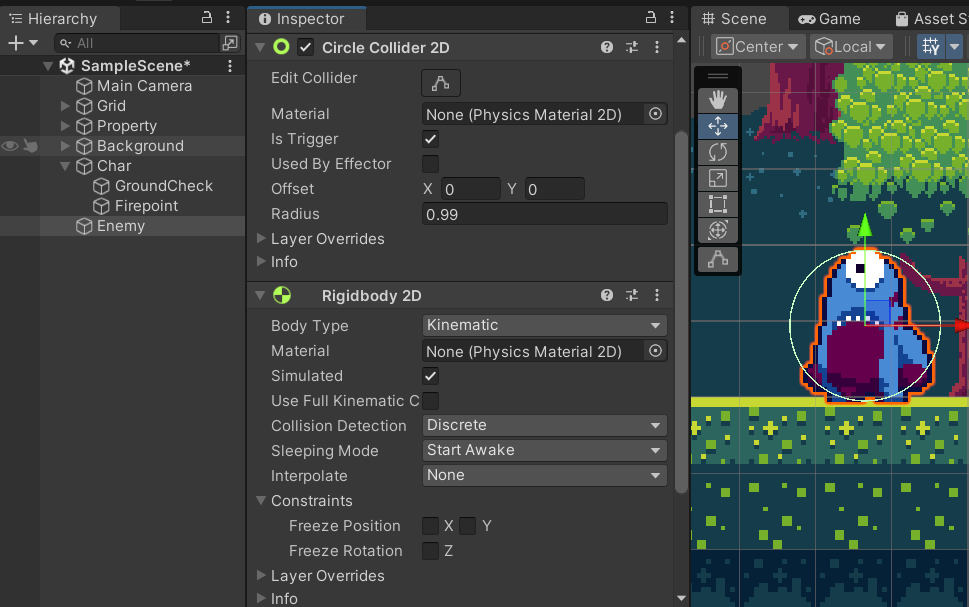 Hierarchy
All
SampleScene*
Main Camera
Grid
Property
Background
Char
GroundCheck
Firepoint
Enemy
Inspector
Circle Collider 2D
Edit Collider
Material None (Physics Material 2D)
Is Trigger
Used By Effector
Offset X 0 Y 0
Radius 0.99
Layer Overrides
Info
Rigidbody 2D
Body Type Kinematic
Material None (Physics Material 2D)
Simulated
Use Full Kinematic C
Collision Detection Discrete
Sleeping Mode Start Awake
Interpolate None
Constraints
Freeze Position X Y
Freeze Rotation Z
Layer Overrides
Info
Scene Game Asset S
Center Local